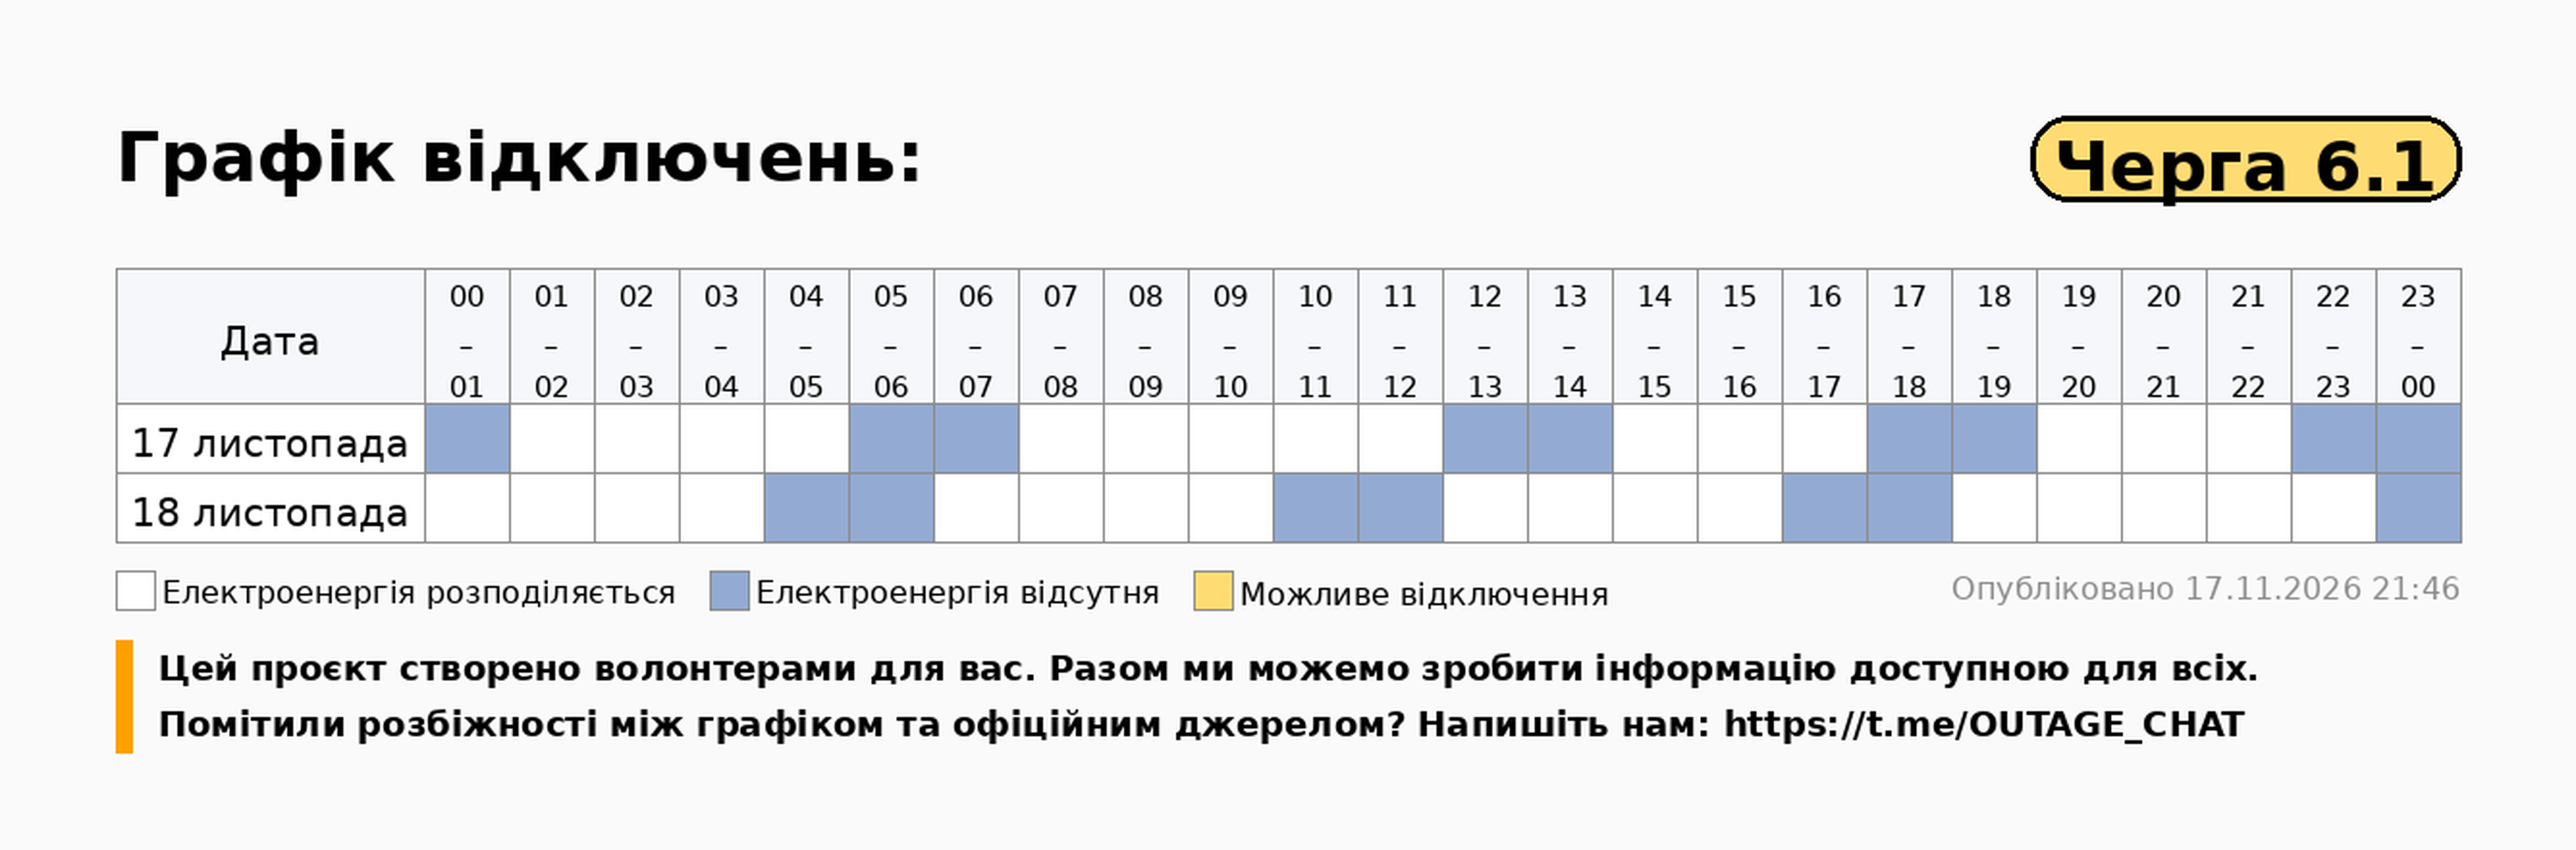 Графік відключень:
Черга 6.1
Дата 00 – 01 01 – 02 02 – 03 03 – 04 04 – 05 05 – 06 06 – 07 07 – 08 08 – 09 09 – 10 10 – 11 11 – 12 12 – 13 13 – 14 14 – 15 15 – 16 16 – 17 17 – 18 18 – 19 19 – 20 20 – 21 21 – 22 22 – 23 23 – 00
17 листопада
18 листопада
Електроенергія розподіляється Електроенергія відсутня Можливе відключення Опубліковано 17.11.2026 21:46
Цей проєкт створено волонтерами для вас. Разом ми можемо зробити інформацію доступною для всіх.
Помітили розбіжності між графіком та офіційним джерелом? Напишіть нам: https://t.me/OUTAGE_CHAT